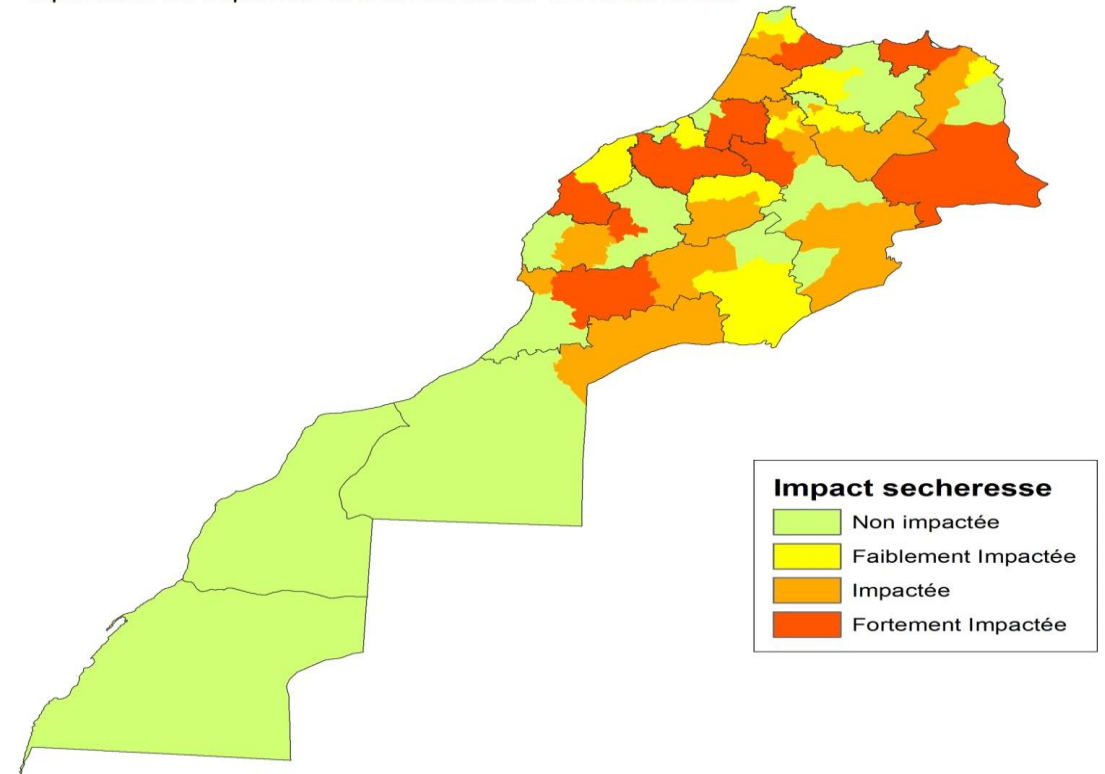 Impact secheresse
Non impactée
Faiblement Impactée
Impactée
Fortement Impactée